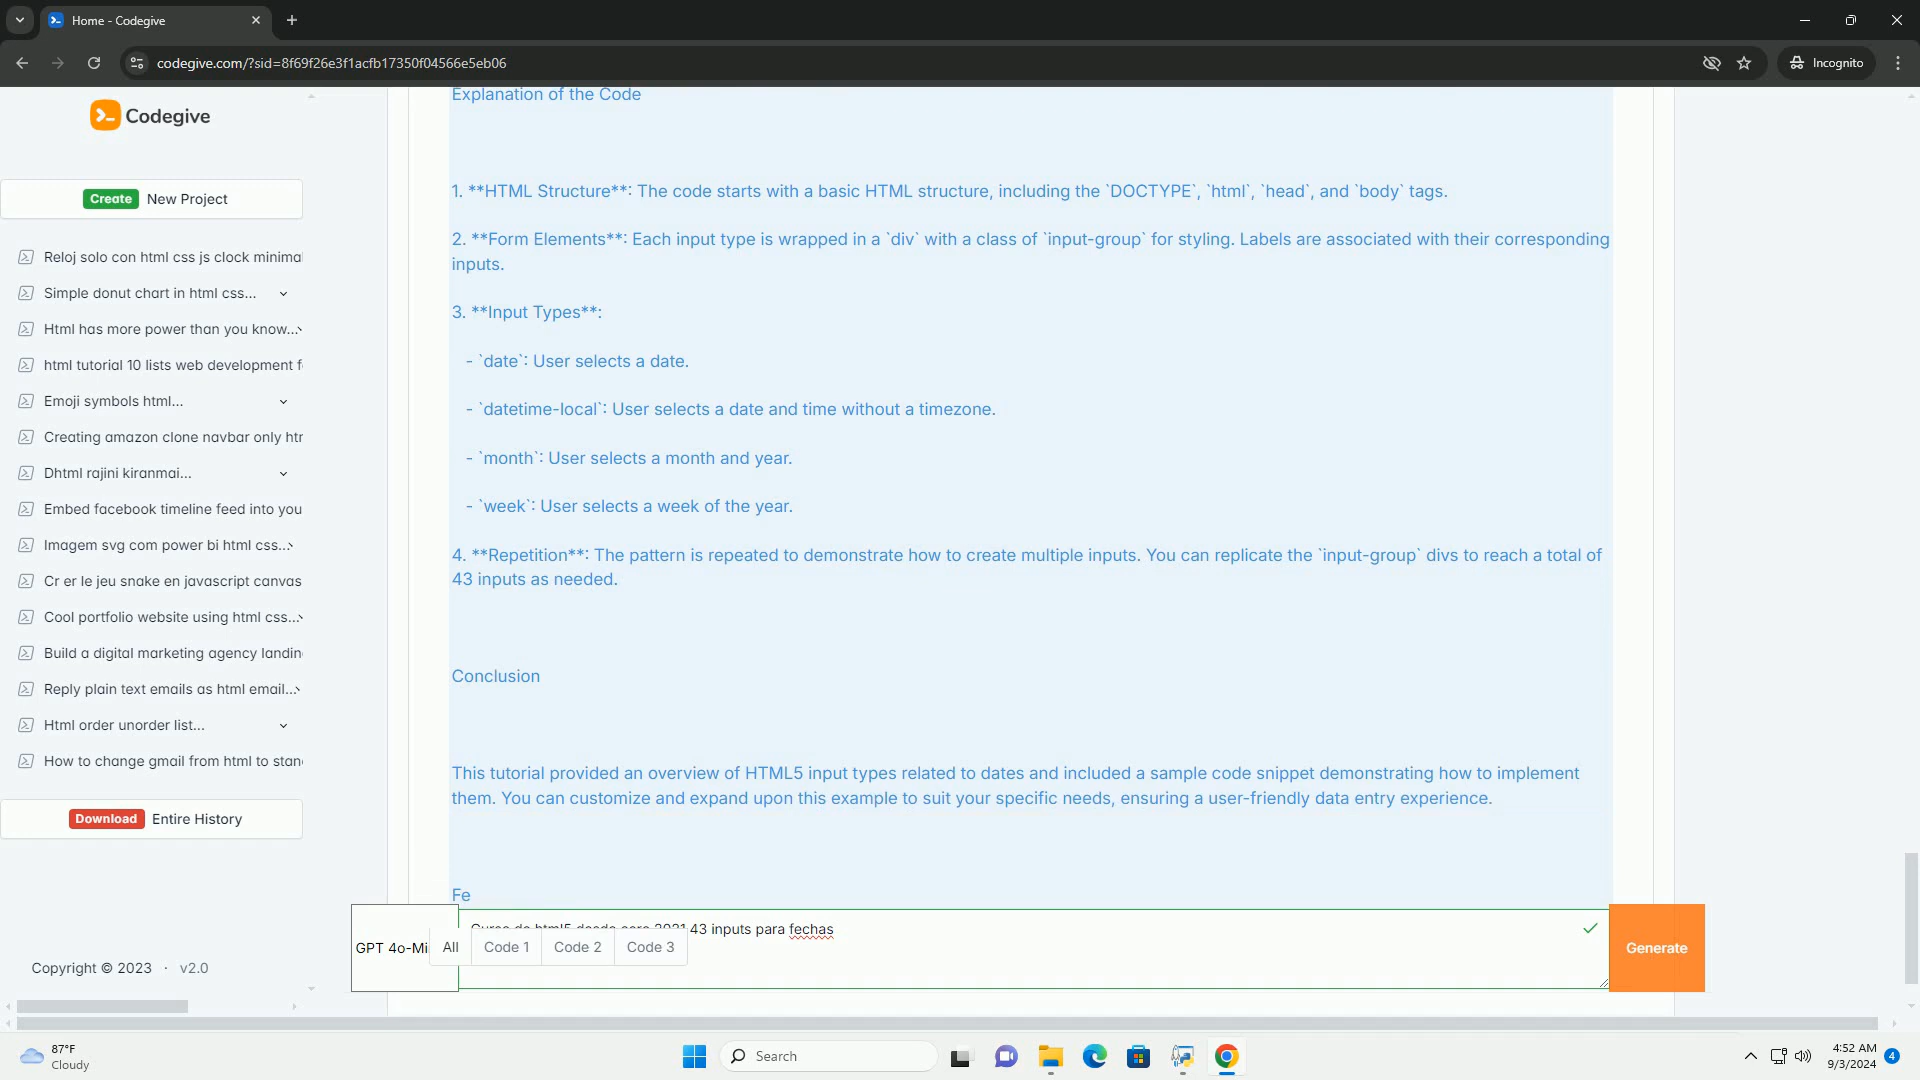 Home - Codegive
codegive.com/?sid=8f69f26e3f1acfb17350f04566e5eb06
Incognito
Codegive
Create New Project
Reloj solo con html css js clock minima
Simple donut chart in html css...
Html has more power than you know...
html tutorial 10 lists web development f
Emoji symbols html...
Creating amazon clone navbar only htr
Dhtml rajini kiranmai...
Embed facebook timeline feed into you
Imagem svg com power bi html css...
Cr er le jeu snake en javascript canvas
Cool portfolio website using html css...
Build a digital marketing agency landin
Reply plain text emails as html email...
Html order unorder list...
How to change gmail from html to stan
Download Entire History
Copyright © 2023 · v2.0
Explanation of the Code
1. **HTML Structure**: The code starts with a basic HTML structure, including the `DOCTYPE`, `html`, `head`, and `body` tags.
2. **Form Elements**: Each input type is wrapped in a `div` with a class of `input-group` for styling. Labels are associated with their corresponding
inputs.
3. **Input Types**:
- `date`: User selects a date.
- `datetime-local`: User selects a date and time without a timezone.
- `month`: User selects a month and year.
- `week`: User selects a week of the year.
4. **Repetition**: The pattern is repeated to demonstrate how to create multiple inputs. You can replicate the `input-group` divs to reach a total of
43 inputs as needed.
Conclusion
This tutorial provided an overview of HTML5 input types related to dates and included a sample code snippet demonstrating how to implement
them. You can customize and expand upon this example to suit your specific needs, ensuring a user-friendly data entry experience.
Fe
Curso de html5 desde cero 2021 43 inputs para fechas
GPT 4o-Mi
All Code 1 Code 2 Code 3
Generate
87°F
Cloudy
Search
4:52 AM
9/3/2024
4